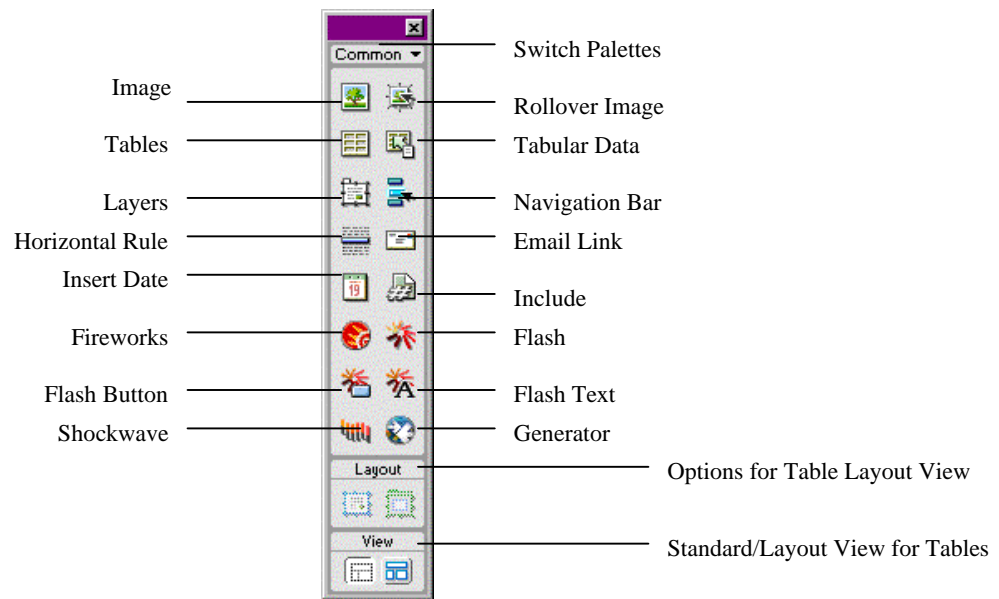 Common
Switch Palettes
Image
Rollover Image
Tables
Tabular Data
Layers
Navigation Bar
Horizontal Rule
Email Link
Insert Date
19
Include
Fireworks
Flash
Flash Button
A
Flash Text
Shockwave
Generator
Layout
Options for Table Layout View
View
Standard/Layout View for Tables